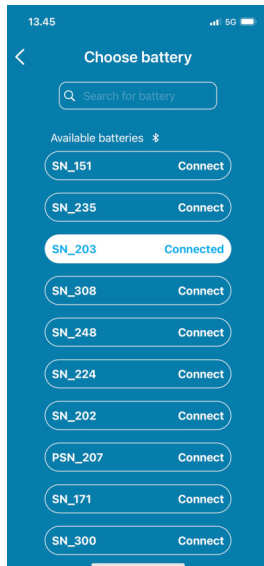 13.45 5G
Choose battery
Search for battery
Available batteries
SN_151 Connect
SN_235 Connect
SN_203 Connected
SN_308 Connect
SN_248 Connect
SN_224 Connect
SN_202 Connect
PSN_207 Connect
SN_171 Connect
SN_300 Connect